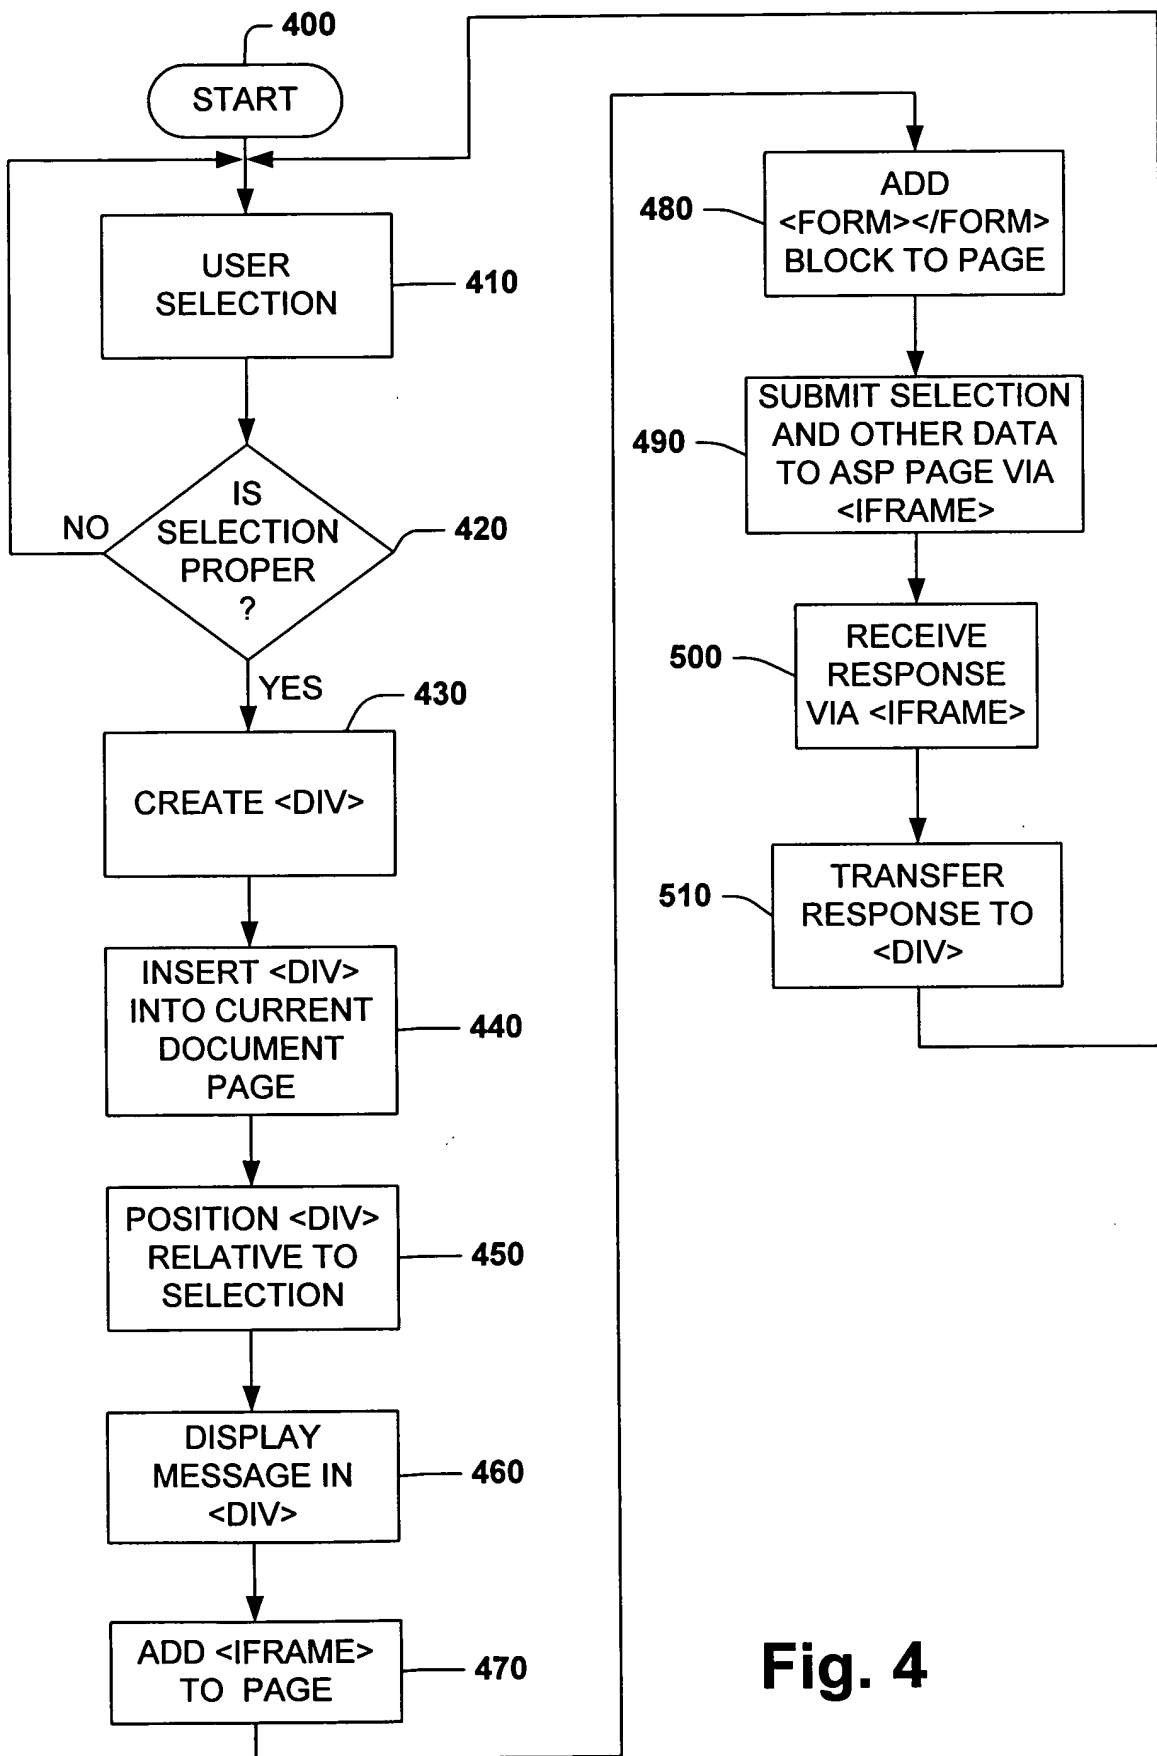 400
START
USER
SELECTION
410
IS
SELECTION
PROPER
?
NO
420
YES
430
CREATE <DIV>
INSERT <DIV>
INTO CURRENT
DOCUMENT
PAGE
440
POSITION <DIV>
RELATIVE TO
SELECTION
450
DISPLAY
MESSAGE IN
<DIV>
460
ADD <IFRAME>
TO PAGE
470
480
ADD
<FORM></FORM>
BLOCK TO PAGE
490
SUBMIT SELECTION
AND OTHER DATA
TO ASP PAGE VIA
<IFRAME>
500
RECEIVE
RESPONSE
VIA <IFRAME>
510
TRANSFER
RESPONSE TO
<DIV>
Fig. 4